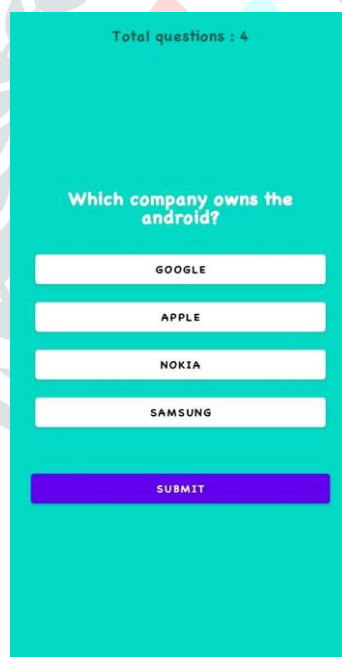 Total questions : 4
Which company owns the
android?
GOOGLE
APPLE
NOKIA
SAMSUNG
SUBMIT